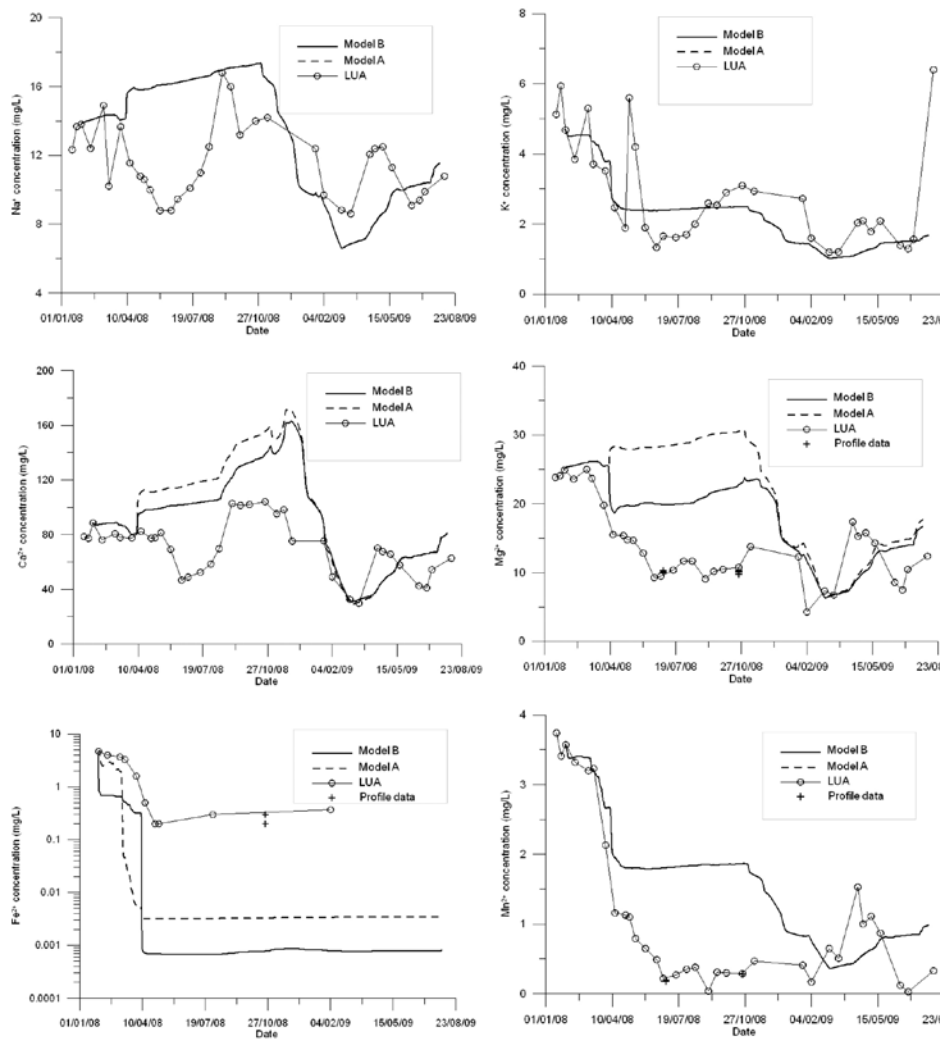 20
16
12
8
4
Na⁺ concentration (mg/L)
Model B
Model A
LUA
01/01/08 10/04/08 19/07/08 27/10/08 04/02/09 15/05/09 23/08/09
Date
8
6
4
2
0
K⁺ concentration (mg/L)
Model B
Model A
LUA
01/01/08 10/04/08 19/07/08 27/10/08 04/02/09 15/05/09 23/0
Date
200
160
120
80
40
0
Ca²⁺ concentration (mg/L)
Model B
Model A
LUA
01/01/08 10/04/08 19/07/08 27/10/08 04/02/09 15/05/09 23/08/09
Date
40
30
20
10
0
Mg²⁺ concentration (mg/L)
Model B
Model A
LUA
Profile data
01/01/08 10/04/08 19/07/08 27/10/08 04/02/09 15/05/09 23/08
Date
10
1
0.1
0.01
0.001
0.0001
Fe²⁺ concentration (mg/L)
Model B
Model A
LUA
Profile data
01/01/08 10/04/08 19/07/08 27/10/08 04/02/09 15/05/09 23/08/09
Date
4
3
2
1
0
Mn²⁺ concentration (mg/L)
Model B
Model A
LUA
Profile data
01/01/08 10/04/08 19/07/08 27/10/08 04/02/09 15/05/09 23/0
Date